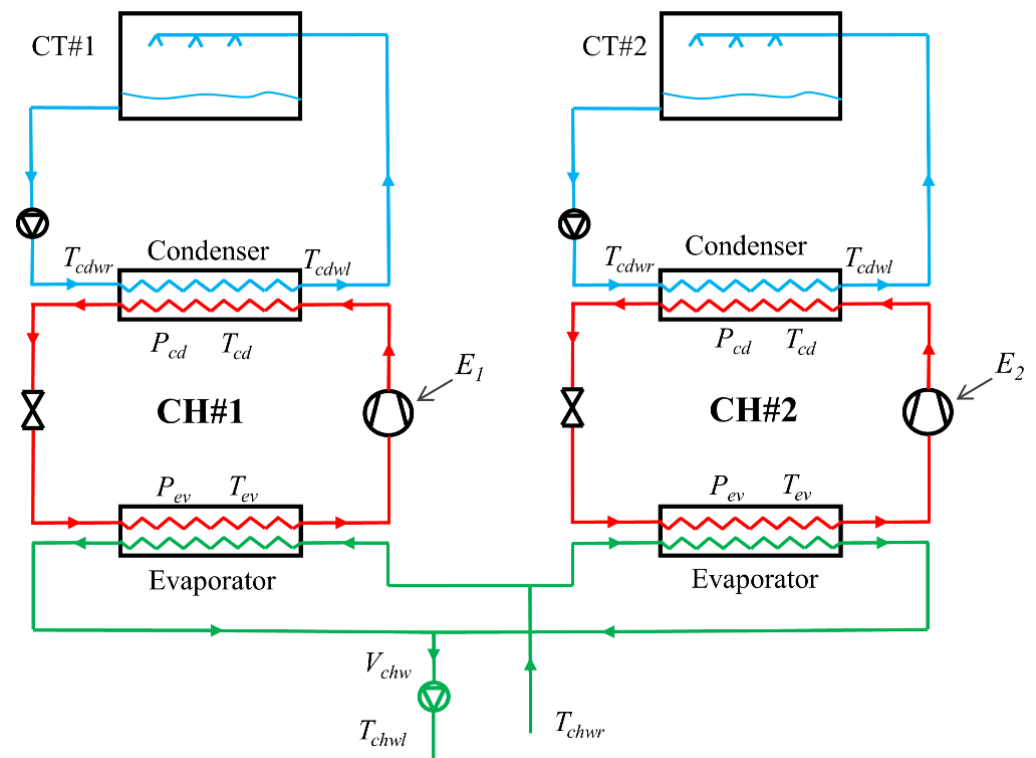 CT#1
CT#2
Condenser
Condenser
T_cdwr
T_cdwl
T_cdwr
T_cdwl
P_cd
T_cd
P_cd
T_cd
E_1
E_2
CH#1
CH#2
P_ev
T_ev
P_ev
T_ev
Evaporator
Evaporator
V_chw
T_chwl
T_chwr